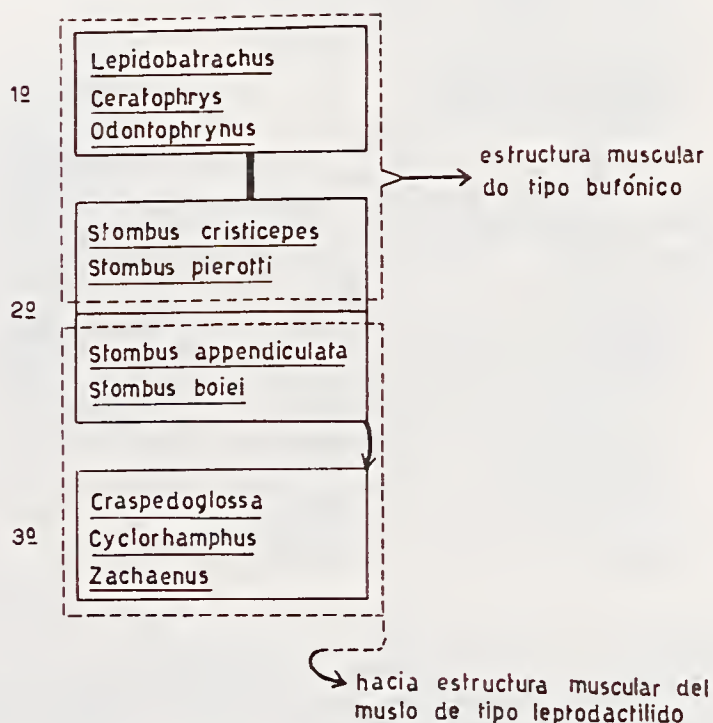 1º
Lepidobatrachus
Ceratophrys
Odontophrynus
estructura muscular
do tipo bufónico
Stombus cristicepes
Stombus pierotti
2º
Stombus appendiculata
Stombus boiei
3º
Craspedoglossa
Cyclorhamphus
Zachaenus
hacia estructura muscular del
muslo de tipo leptodactilido